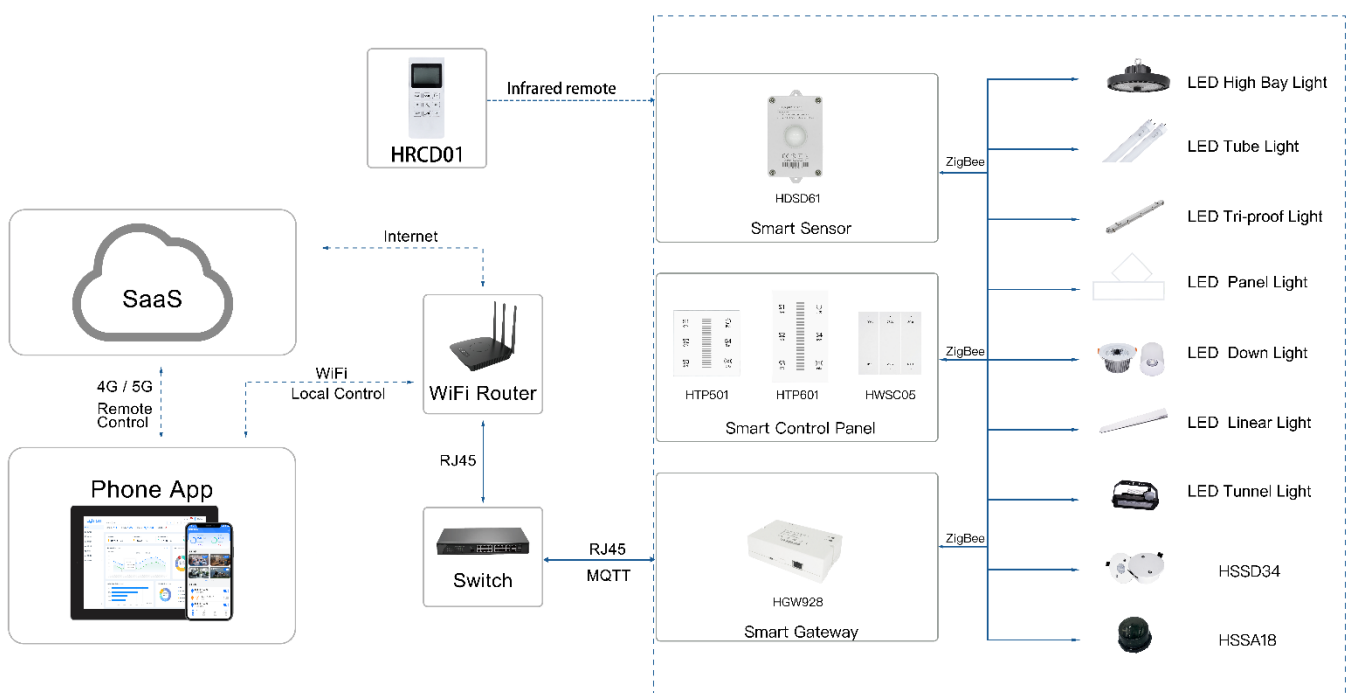 HRCD01
Infrared remote
SaaS
Internet
4G / 5G
Remote
Control
WiFi
Local Control
WiFi Router
RJ45
Phone App
Switch
RJ45
MQTT
HDSD61
Smart Sensor
ZigBee
HTP501
HTP601
HWSC05
Smart Control Panel
ZigBee
HGW928
Smart Gateway
ZigBee
LED High Bay Light
LED Tube Light
LED Tri-proof Light
LED Panel Light
LED Down Light
LED Linear Light
LED Tunnel Light
HSSD34
HSSA18